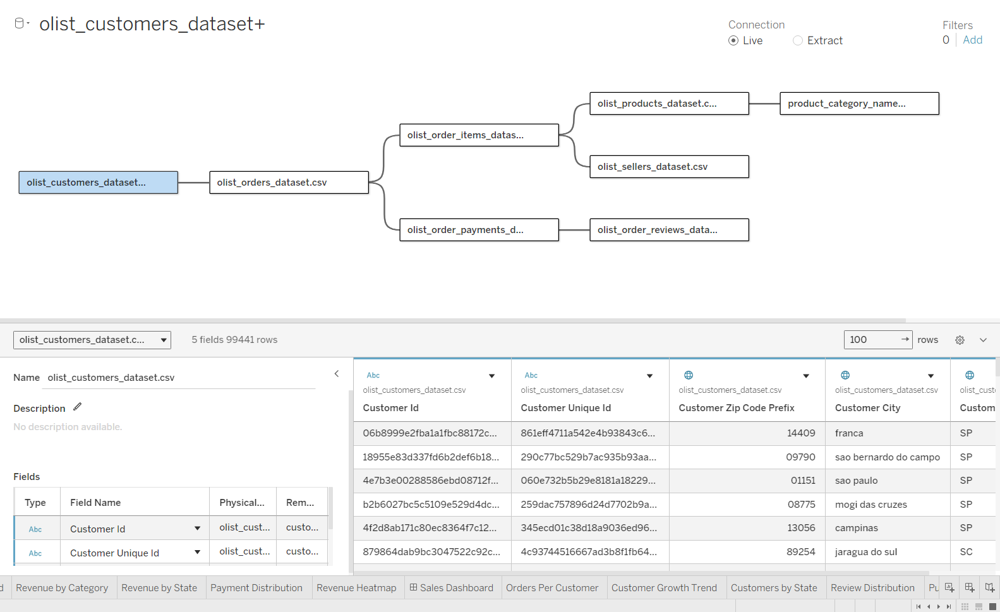 olist_customers_dataset+
Connection
Live
Extract
Filters
0
Add
olist_products_dataset.c...
product_category_name...
olist_order_items_datas...
olist_sellers_dataset.csv
olist_customers_dataset...
olist_orders_dataset.csv
olist_order_payments_d...
olist_order_reviews_data...
olist_customers_dataset.c...
5 fields 99441 rows
100
rows
Name
olist_customers_dataset.csv
Description
No description available.
Fields
Type
Field Name
Physical...
Rem...
Abc
Customer Id
olist_cust...
custo...
Abc
Customer Unique Id
olist_cust...
custo...
Abc
olist_customers_dataset.csv
Customer Id
Abc
olist_customers_dataset.csv
Customer Unique Id
olist_customers_dataset.csv
Customer Zip Code Prefix
olist_customers_dataset.csv
Customer City
olist_cust
Custom
06b8999e2fba1a1fbc88172c... 861eff4711a542e4b93843c6... 14409 franca SP
18955e83d337fd6b2def6b18... 290c77bc529b7ac935b93aa... 09790 sao bernardo do campo SP
4e7b3e00288586ebd08712f... 060e732b5b29e8181a18229... 01151 sao paulo SP
b2b6027bc5c5109e529d4dc... 259dac757896d24d7702b9a... 08775 mogi das cruzes SP
4f2d8ab171c80ec8364f7c12... 345ecd01c38d18a9036ed96... 13056 campinas SP
879864dab9bc3047522c92c... 4c93744516667ad3b8f1fb64... 89254 jaragua do sul SC
d
Revenue by Category
Revenue by State
Payment Distribution
Revenue Heatmap
Sales Dashboard
Orders Per Customer
Customer Growth Trend
Customers by State
Review Distribution
Pu